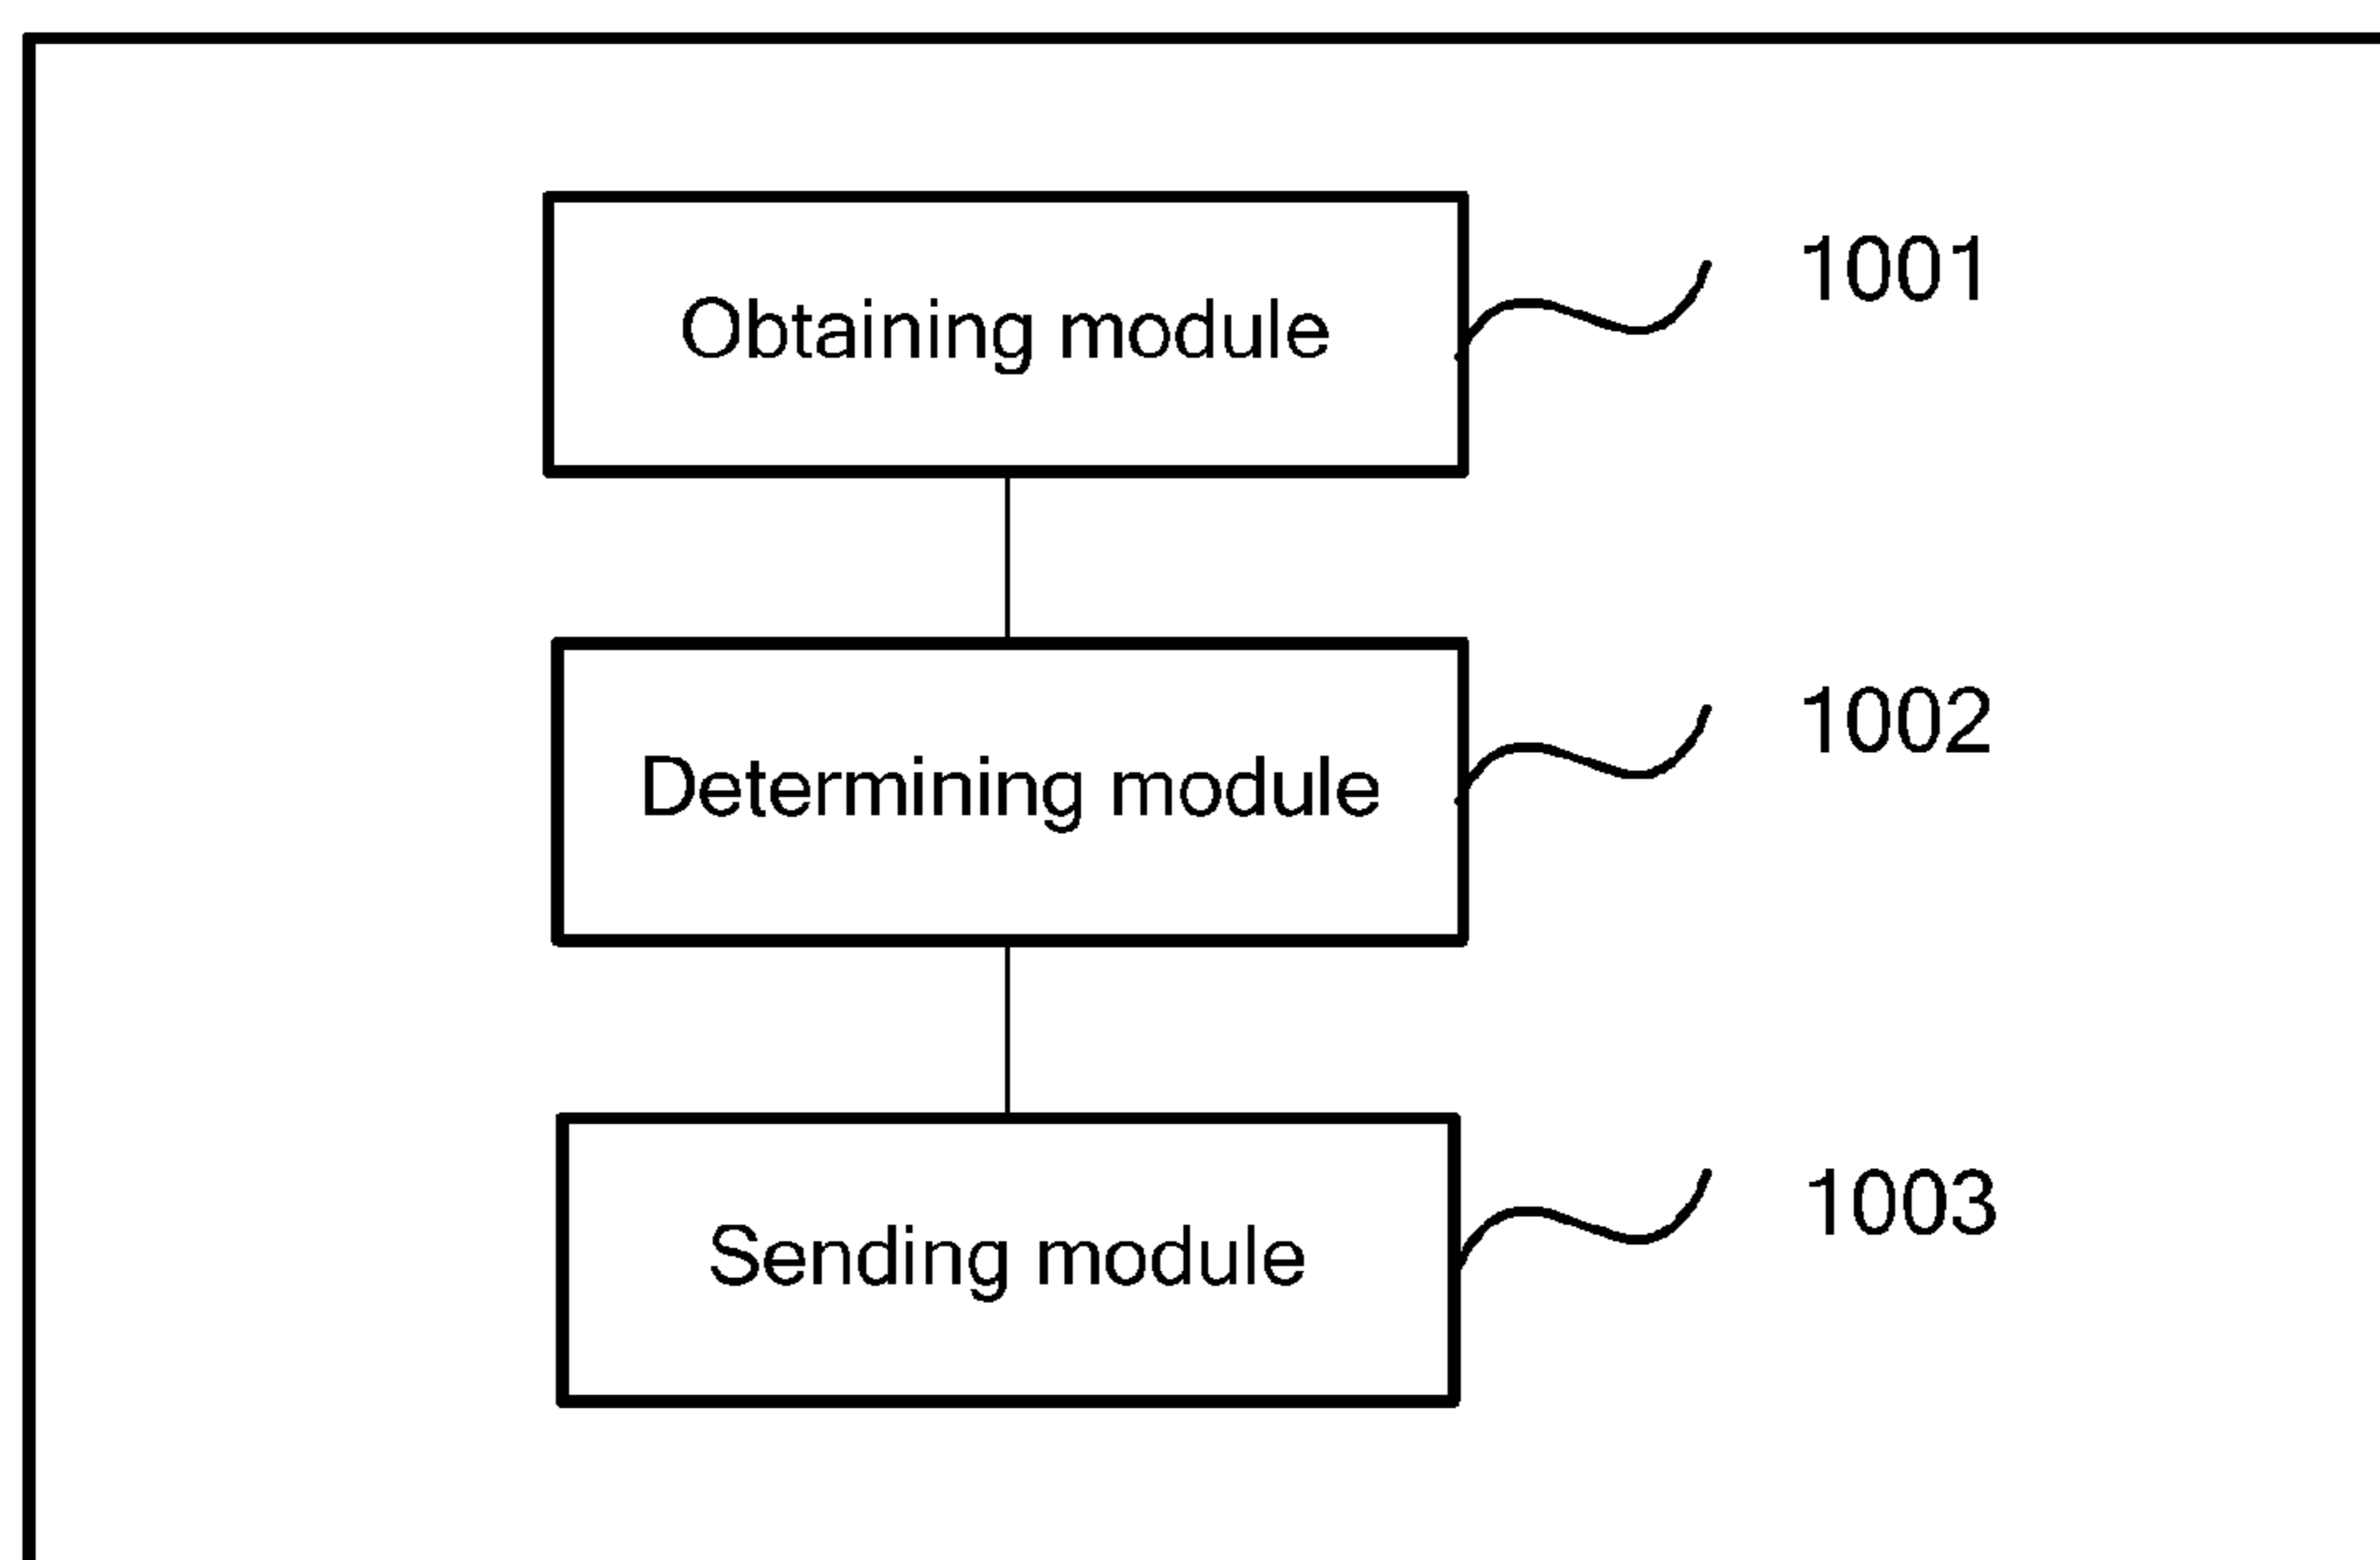 Obtaining module
1001
Determining module
1002
Sending module
1003